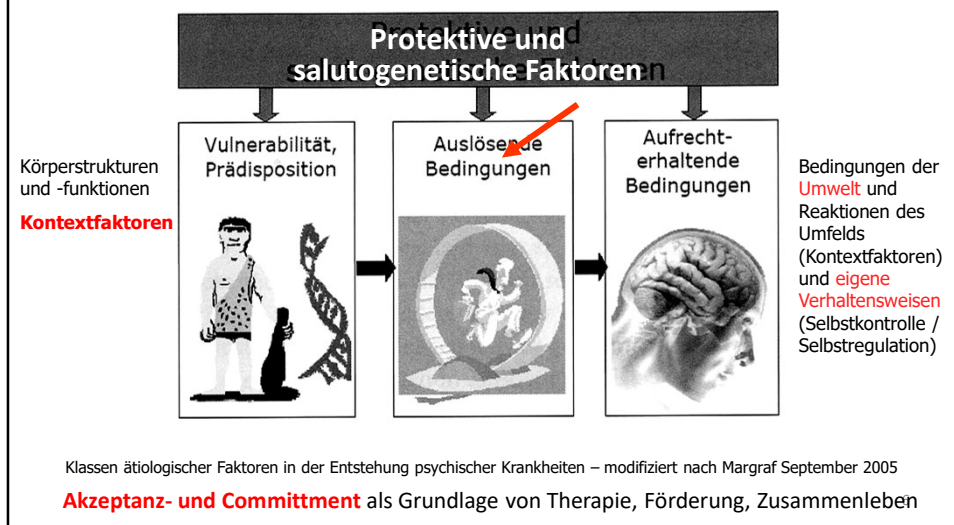 Protektive und
salutogenetische Faktoren
Vulnerabilität,
Prädisposition
Auslösende
Bedingungen
Aufrecht-
erhaltende
Bedingungen
Körperstrukturen
und -funktionen
Kontextfaktoren
Bedingungen der
Umwelt und
Reaktionen des
Umfelds
(Kontextfaktoren)
und eigene
Verhaltensweisen
(Selbstkontrolle /
Selbstregulation)
Klassen ätiologischer Faktoren in der Entstehung psychischer Krankheiten – modifiziert nach Margraf September 2005
Akzeptanz- und Committment als Grundlage von Therapie, Förderung, Zusammenleben